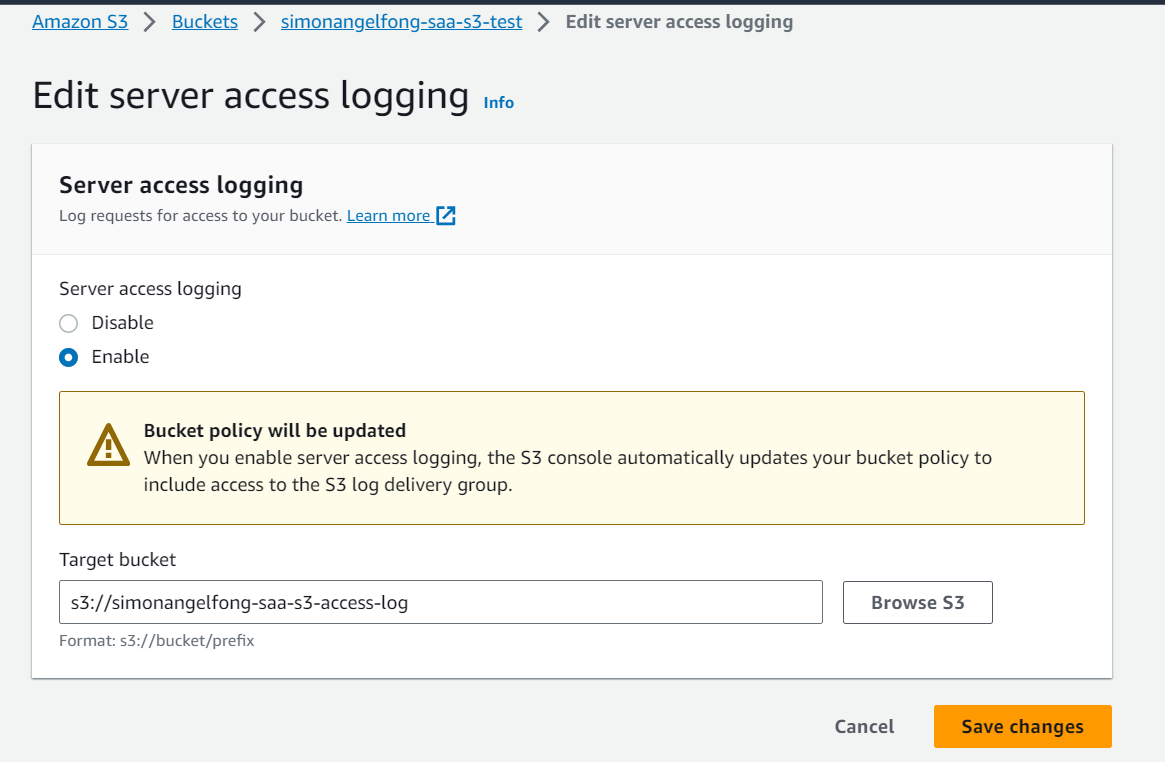 Amazon S3 > Buckets > simonangelfong-saa-s3-test > Edit server access logging
Edit server access logging Info
Server access logging
Log requests for access to your bucket. Learn more
Server access logging
Disable
Enable
Bucket policy will be updated
When you enable server access logging, the S3 console automatically updates your bucket policy to
include access to the S3 log delivery group.
Target bucket
s3://simonangelfong-saa-s3-access-log
Browse S3
Format: s3://bucket/prefix
Cancel
Save changes